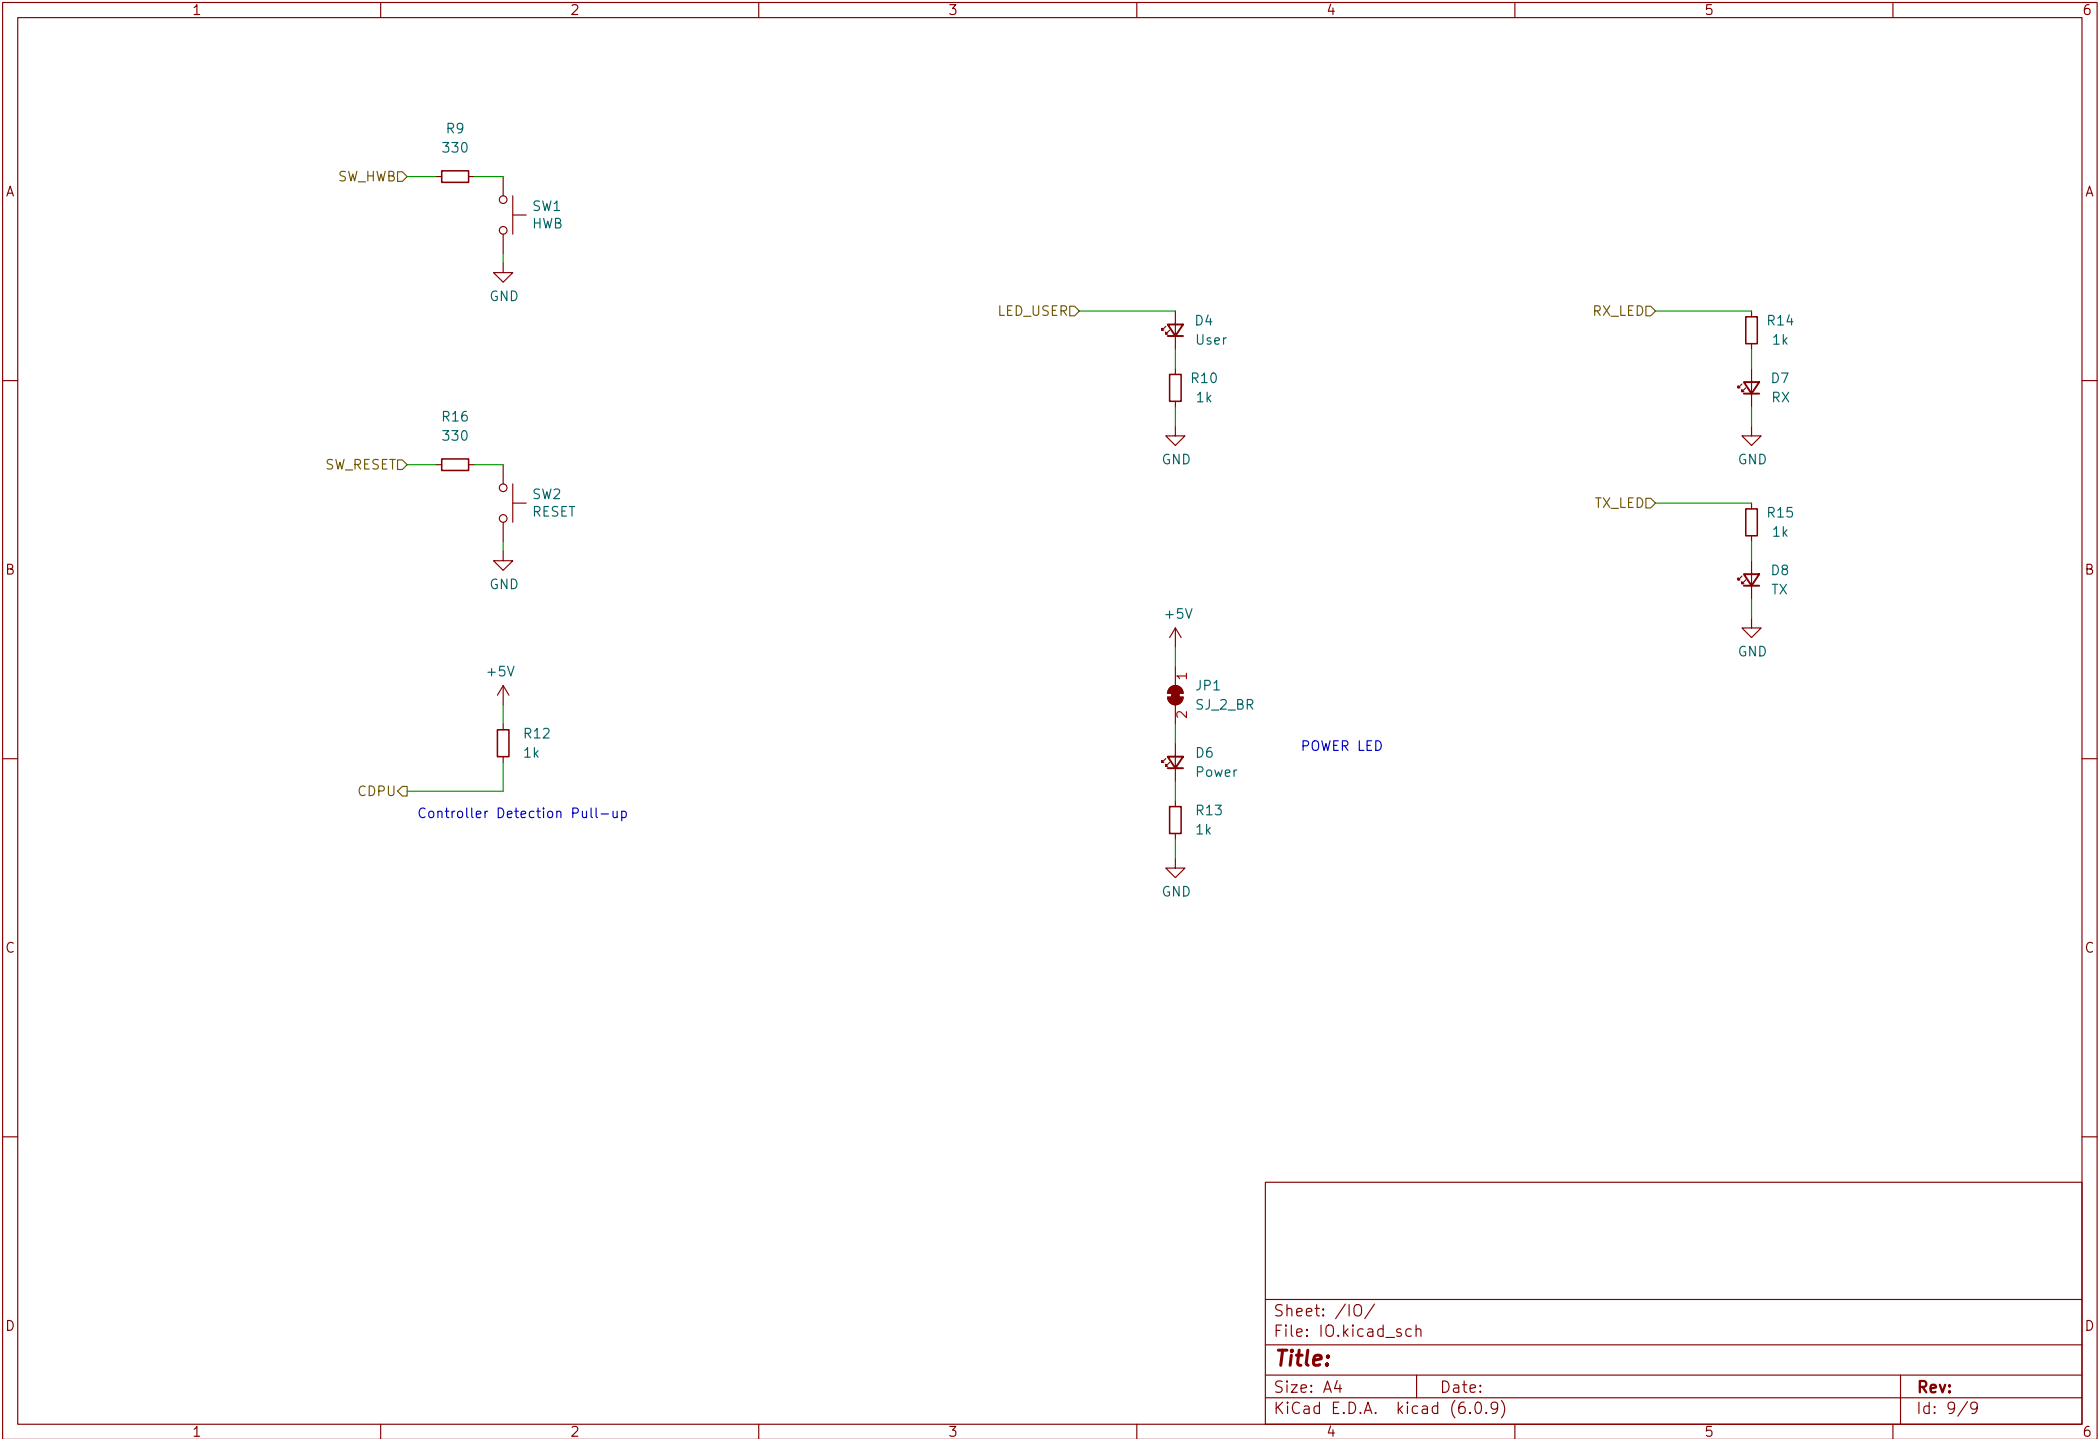 1 2 3 4 5 6
A A
B B
C C
D D
R9
330
SW_HWB
SW1
HWB
GND
R16
330
SW_RESET
SW2
RESET
GND
+5V
R12
1k
CDPU
Controller Detection Pull-up
LED_USER
D4
User
R10
1k
GND
+5V
1
JP1
SJ_2_BR
2
POWER LED
D6
Power
R13
1k
GND
RX_LED
R14
1k
D7
RX
GND
TX_LED
R15
1k
D8
TX
GND
Sheet: /IO/
File: IO.kicad_sch
Title:
Size: A4 Date: Rev:
KiCad E.D.A. kicad (6.0.9) Id: 9/9
1 2 3 4 5 6